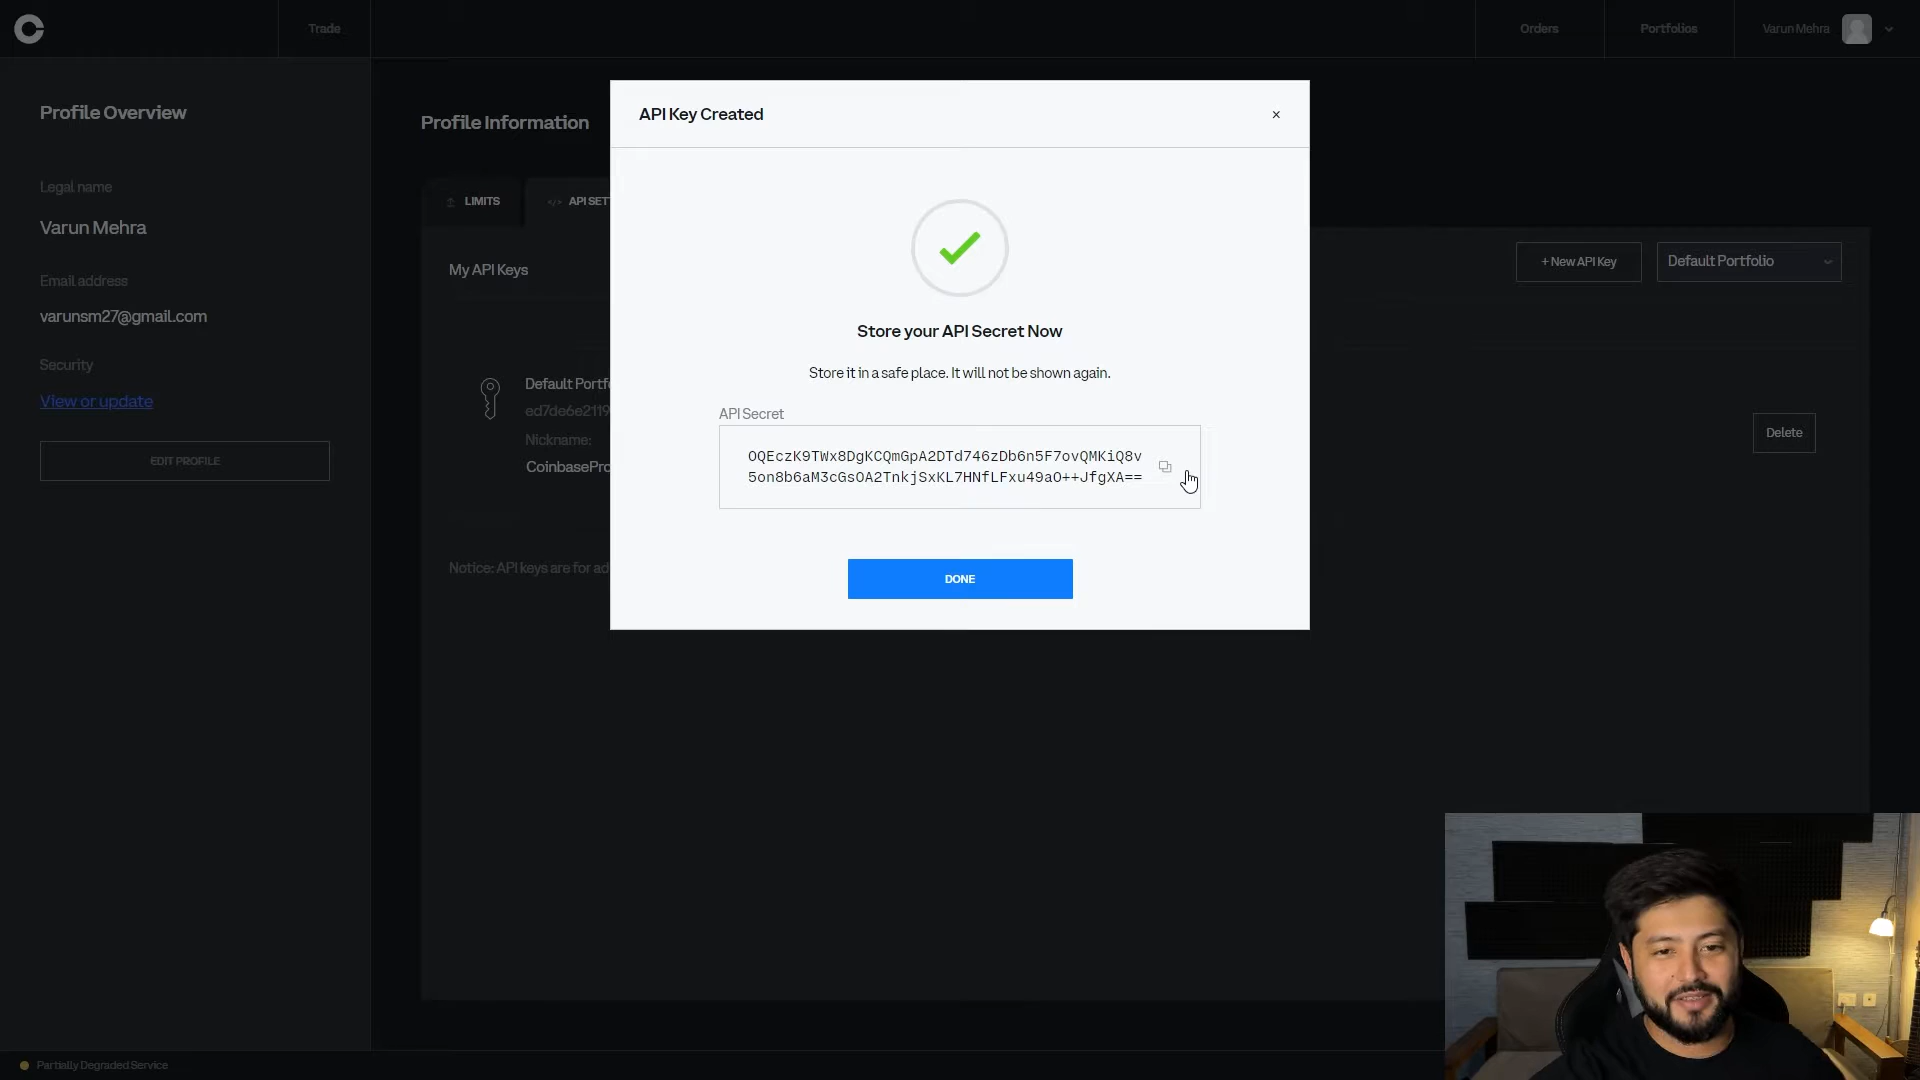 Trade
Orders
Portfolios
Varun Mehra
Profile Overview
Legal name
Varun Mehra
Email address
varunsm27@gmail.com
Security
View or update
EDIT PROFILE
Profile Information
LIMITS
API SET
My API Keys
+ New API Key
Default Portfolio
Default Portf
ed7de6e2119
Nickname:
CoinbasePro
Delete
Notice: API keys are for ad
API Key Created
×
Store your API Secret Now
Store it in a safe place. It will not be shown again.
API Secret
OQEczK9TWx8DgKCQmGpA2DTd746zDb6n5F7ovQMKiQ8v
5on8b6aM3cGsOA2TnkjSxKL7HNfLFxu49aO++JfgXA==
DONE
Partially Degraded Service